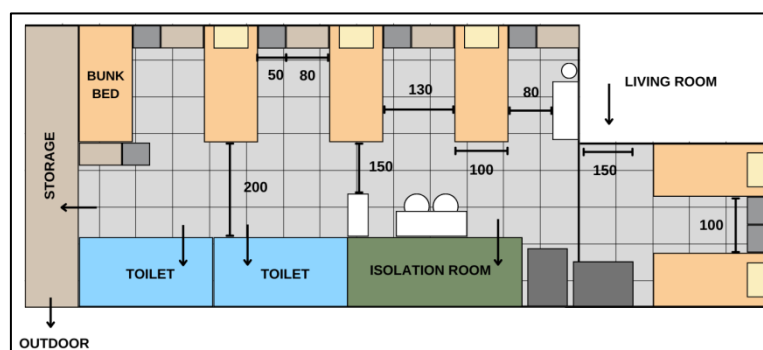 BUNK
BED
50
80
130
80
LIVING ROOM
STORAGE
200
150
100
150
100
TOILET
TOILET
ISOLATION ROOM
OUTDOOR